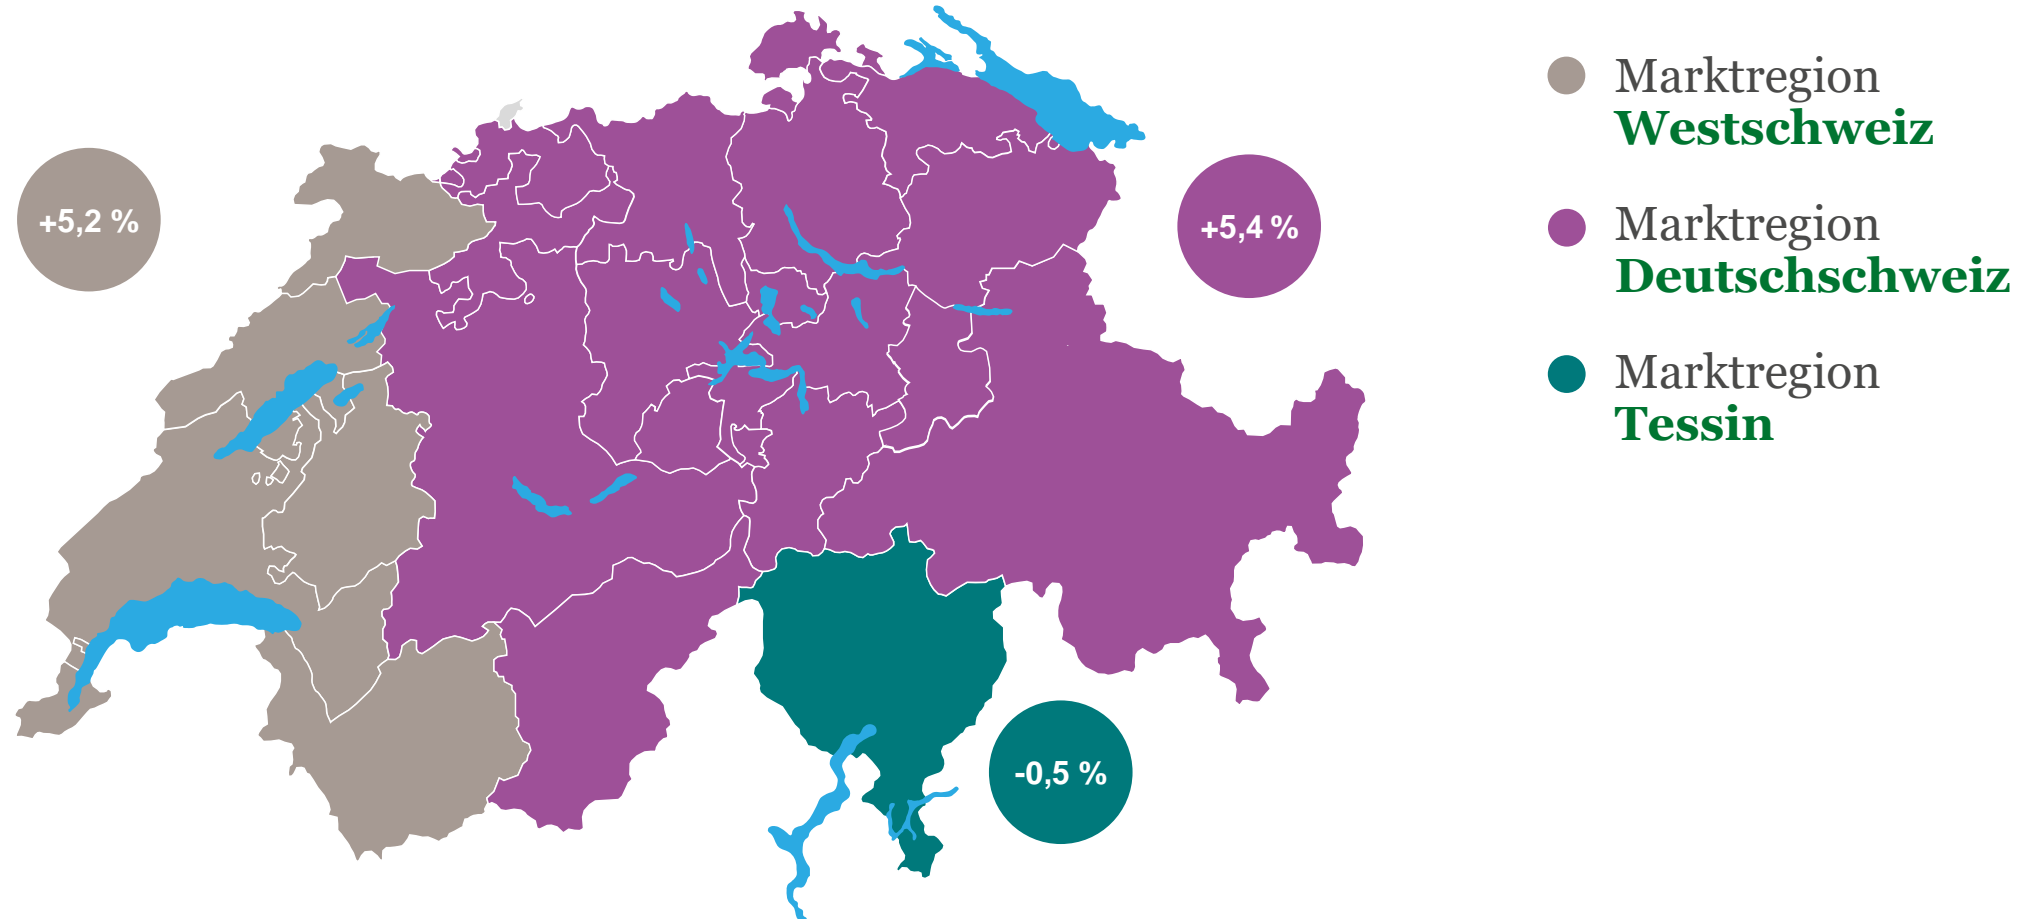 +5,2 %
+5,4 %
-0,5 %
Marktregion
Westschweiz
Marktregion
Deutschschweiz
Marktregion
Tessin